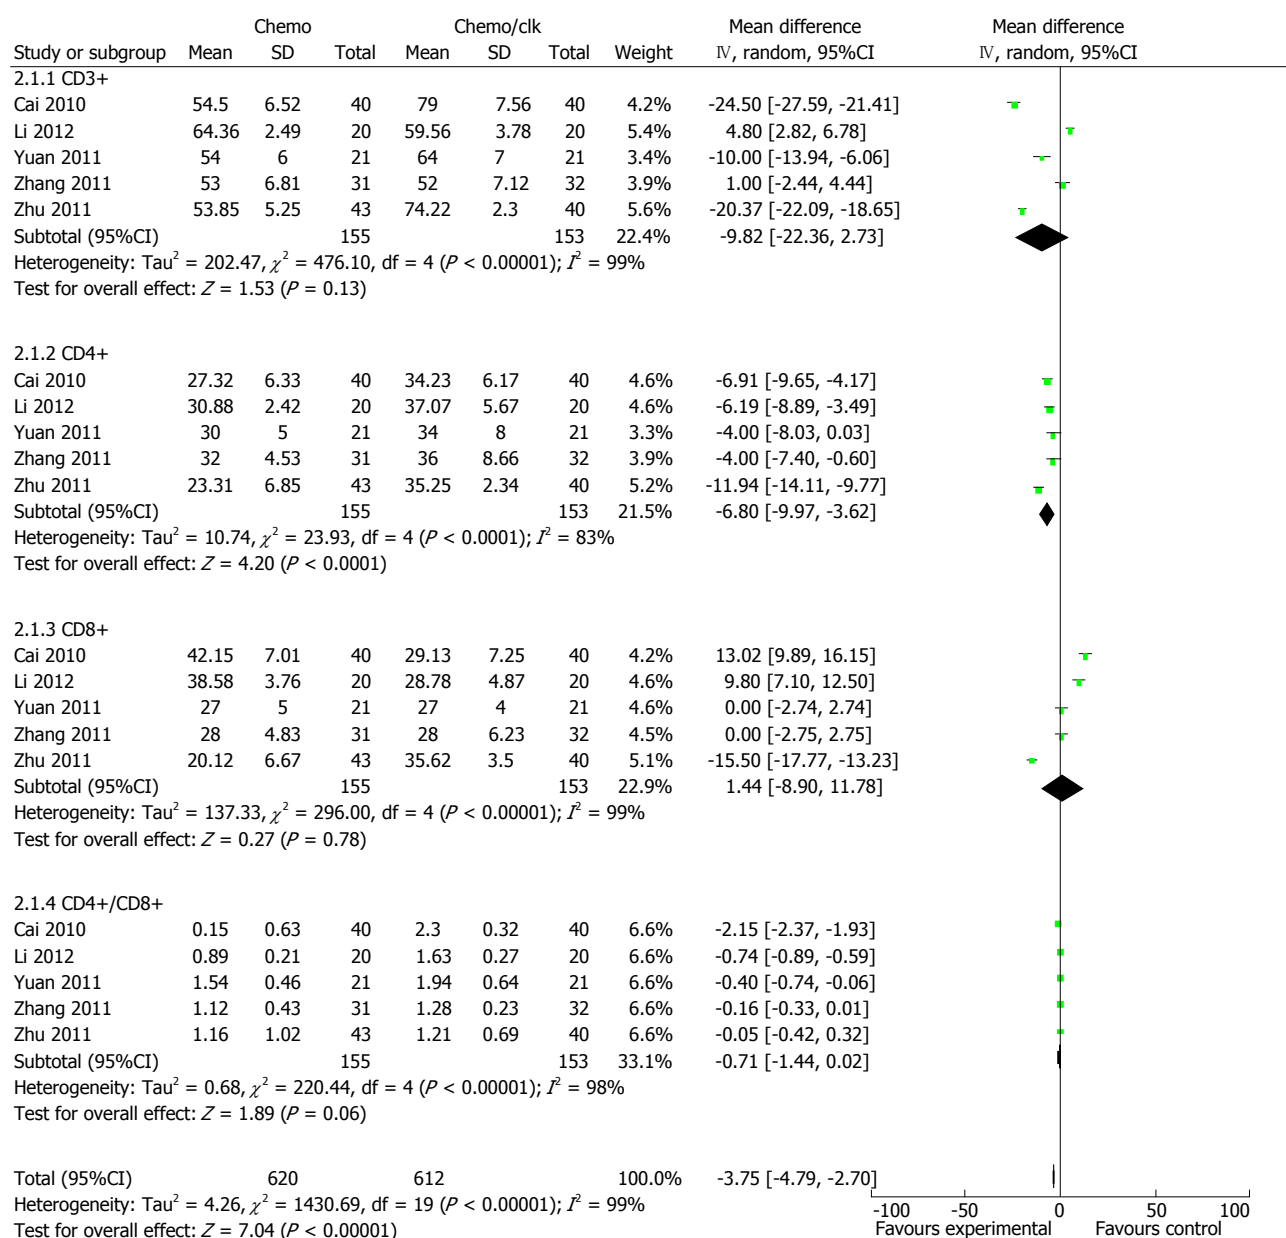 Chemo Chemo/clk Mean difference Mean difference
Study or subgroup Mean SD Total Mean SD Total Weight IV, random, 95%CI IV, random, 95%CI
2.1.1 CD3+
Cai 2010 54.5 6.52 40 79 7.56 40 4.2% -24.50 [-27.59, -21.41]
Li 2012 64.36 2.49 20 59.56 3.78 20 5.4% 4.80 [2.82, 6.78]
Yuan 2011 54 6 21 64 7 21 3.4% -10.00 [-13.94, -6.06]
Zhang 2011 53 6.81 31 52 7.12 32 3.9% 1.00 [-2.44, 4.44]
Zhu 2011 53.85 5.25 43 74.22 2.3 40 5.6% -20.37 [-22.09, -18.65]
Subtotal (95%CI) 155 153 22.4% -9.82 [-22.36, 2.73]
Heterogeneity: Tau² = 202.47, χ² = 476.10, df = 4 (P < 0.00001); I² = 99%
Test for overall effect: Z = 1.53 (P = 0.13)
2.1.2 CD4+
Cai 2010 27.32 6.33 40 34.23 6.17 40 4.6% -6.91 [-9.65, -4.17]
Li 2012 30.88 2.42 20 37.07 5.67 20 4.6% -6.19 [-8.89, -3.49]
Yuan 2011 30 5 21 34 8 21 3.3% -4.00 [-8.03, 0.03]
Zhang 2011 32 4.53 31 36 8.66 32 3.9% -4.00 [-7.40, -0.60]
Zhu 2011 23.31 6.85 43 35.25 2.34 40 5.2% -11.94 [-14.11, -9.77]
Subtotal (95%CI) 155 153 21.5% -6.80 [-9.97, -3.62]
Heterogeneity: Tau² = 10.74, χ² = 23.93, df = 4 (P < 0.0001); I² = 83%
Test for overall effect: Z = 4.20 (P < 0.0001)
2.1.3 CD8+
Cai 2010 42.15 7.01 40 29.13 7.25 40 4.2% 13.02 [9.89, 16.15]
Li 2012 38.58 3.76 20 28.78 4.87 20 4.6% 9.80 [7.10, 12.50]
Yuan 2011 27 5 21 27 4 21 4.6% 0.00 [-2.74, 2.74]
Zhang 2011 28 4.83 31 28 6.23 32 4.5% 0.00 [-2.75, 2.75]
Zhu 2011 20.12 6.67 43 35.62 3.5 40 5.1% -15.50 [-17.77, -13.23]
Subtotal (95%CI) 155 153 22.9% 1.44 [-8.90, 11.78]
Heterogeneity: Tau² = 137.33, χ² = 296.00, df = 4 (P < 0.00001); I² = 99%
Test for overall effect: Z = 0.27 (P = 0.78)
2.1.4 CD4+/CD8+
Cai 2010 0.15 0.63 40 2.3 0.32 40 6.6% -2.15 [-2.37, -1.93]
Li 2012 0.89 0.21 20 1.63 0.27 20 6.6% -0.74 [-0.89, -0.59]
Yuan 2011 1.54 0.46 21 1.94 0.64 21 6.6% -0.40 [-0.74, -0.06]
Zhang 2011 1.12 0.43 31 1.28 0.23 32 6.6% -0.16 [-0.33, 0.01]
Zhu 2011 1.16 1.02 43 1.21 0.69 40 6.6% -0.05 [-0.42, 0.32]
Subtotal (95%CI) 155 153 33.1% -0.71 [-1.44, 0.02]
Heterogeneity: Tau² = 0.68, χ² = 220.44, df = 4 (P < 0.00001); I² = 98%
Test for overall effect: Z = 1.89 (P = 0.06)
Total (95%CI) 620 612 100.0% -3.75 [-4.79, -2.70]
Heterogeneity: Tau² = 4.26, χ² = 1430.69, df = 19 (P < 0.00001); I² = 99%
Test for overall effect: Z = 7.04 (P < 0.00001)
-100 -50 0 50 100
Favours experimental Favours control